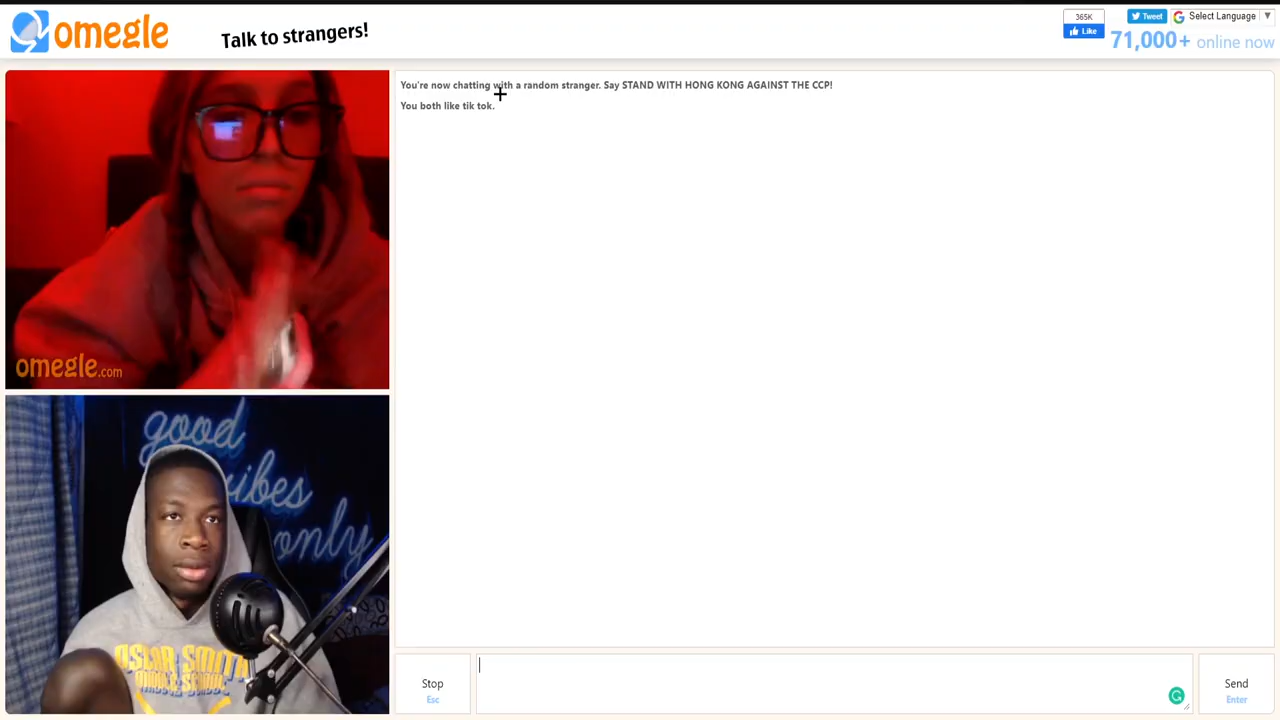 omegle
Talk to strangers!
365K
Like
Tweet
G Select Language ▼
71,000+ online now
You're now chatting with a random stranger. Say STAND WITH HONG KONG AGAINST THE CCP!
You both like tik tok.
omegle.com
good
vibes
only
OSCAR SMITH
MIDDLE SCHOOL
Stop
Esc
Send
Enter